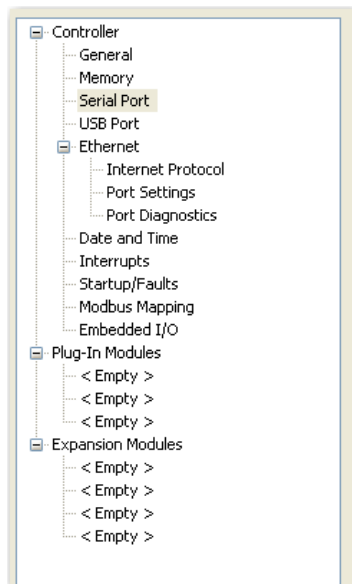 Controller
General
Memory
Serial Port
USB Port
Ethernet
Internet Protocol
Port Settings
Port Diagnostics
Date and Time
Interrupts
Startup/Faults
Modbus Mapping
Embedded I/O
Plug-In Modules
< Empty >
< Empty >
< Empty >
Expansion Modules
< Empty >
< Empty >
< Empty >
< Empty >